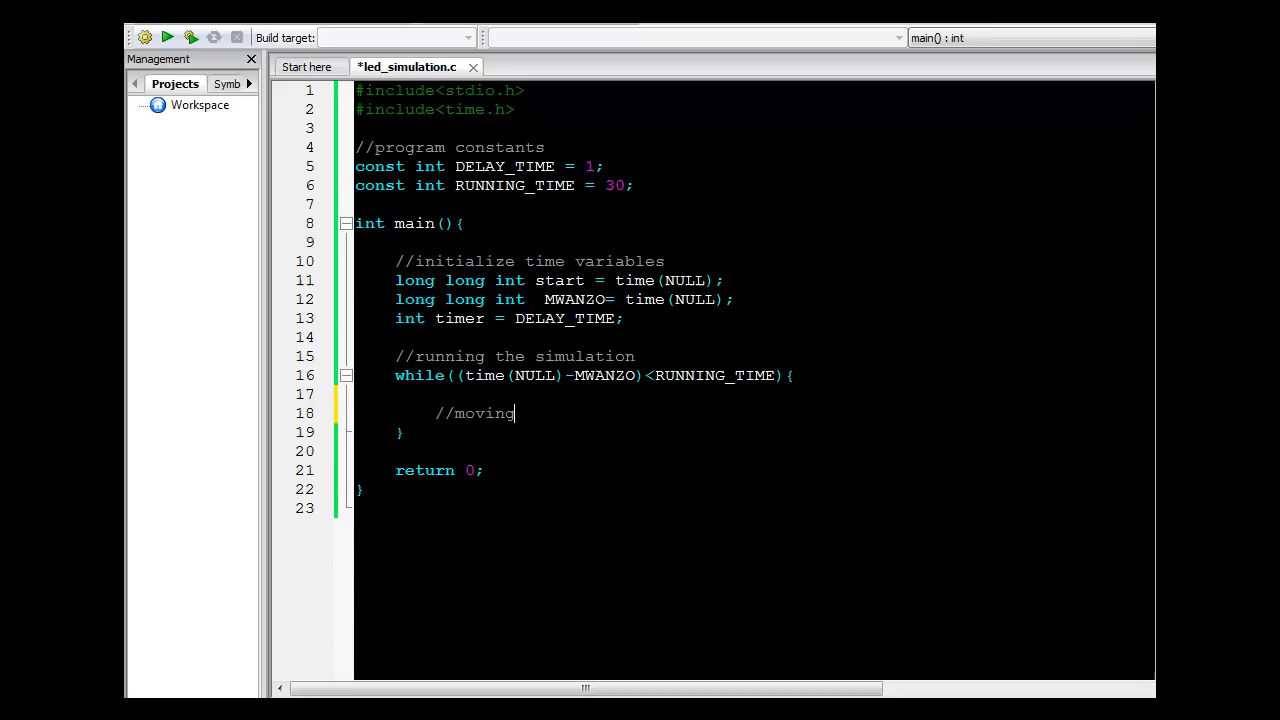 Build target:
main() : int
Management
Projects
Symb
Workspace
Start here
*led_simulation.c
1 #include<stdio.h>
2 #include<time.h>
3
4 //program constants
5 const int DELAY_TIME = 1;
6 const int RUNNING_TIME = 30;
7
8 int main(){
9
10 //initialize time variables
11 long long int start = time(NULL);
12 long long int  MWANZO= time(NULL);
13 int timer = DELAY_TIME;
14
15 //running the simulation
16 while((time(NULL)-MWANZO)<RUNNING_TIME){
17
18 //moving
19 }
20
21 return 0;
22 }
23